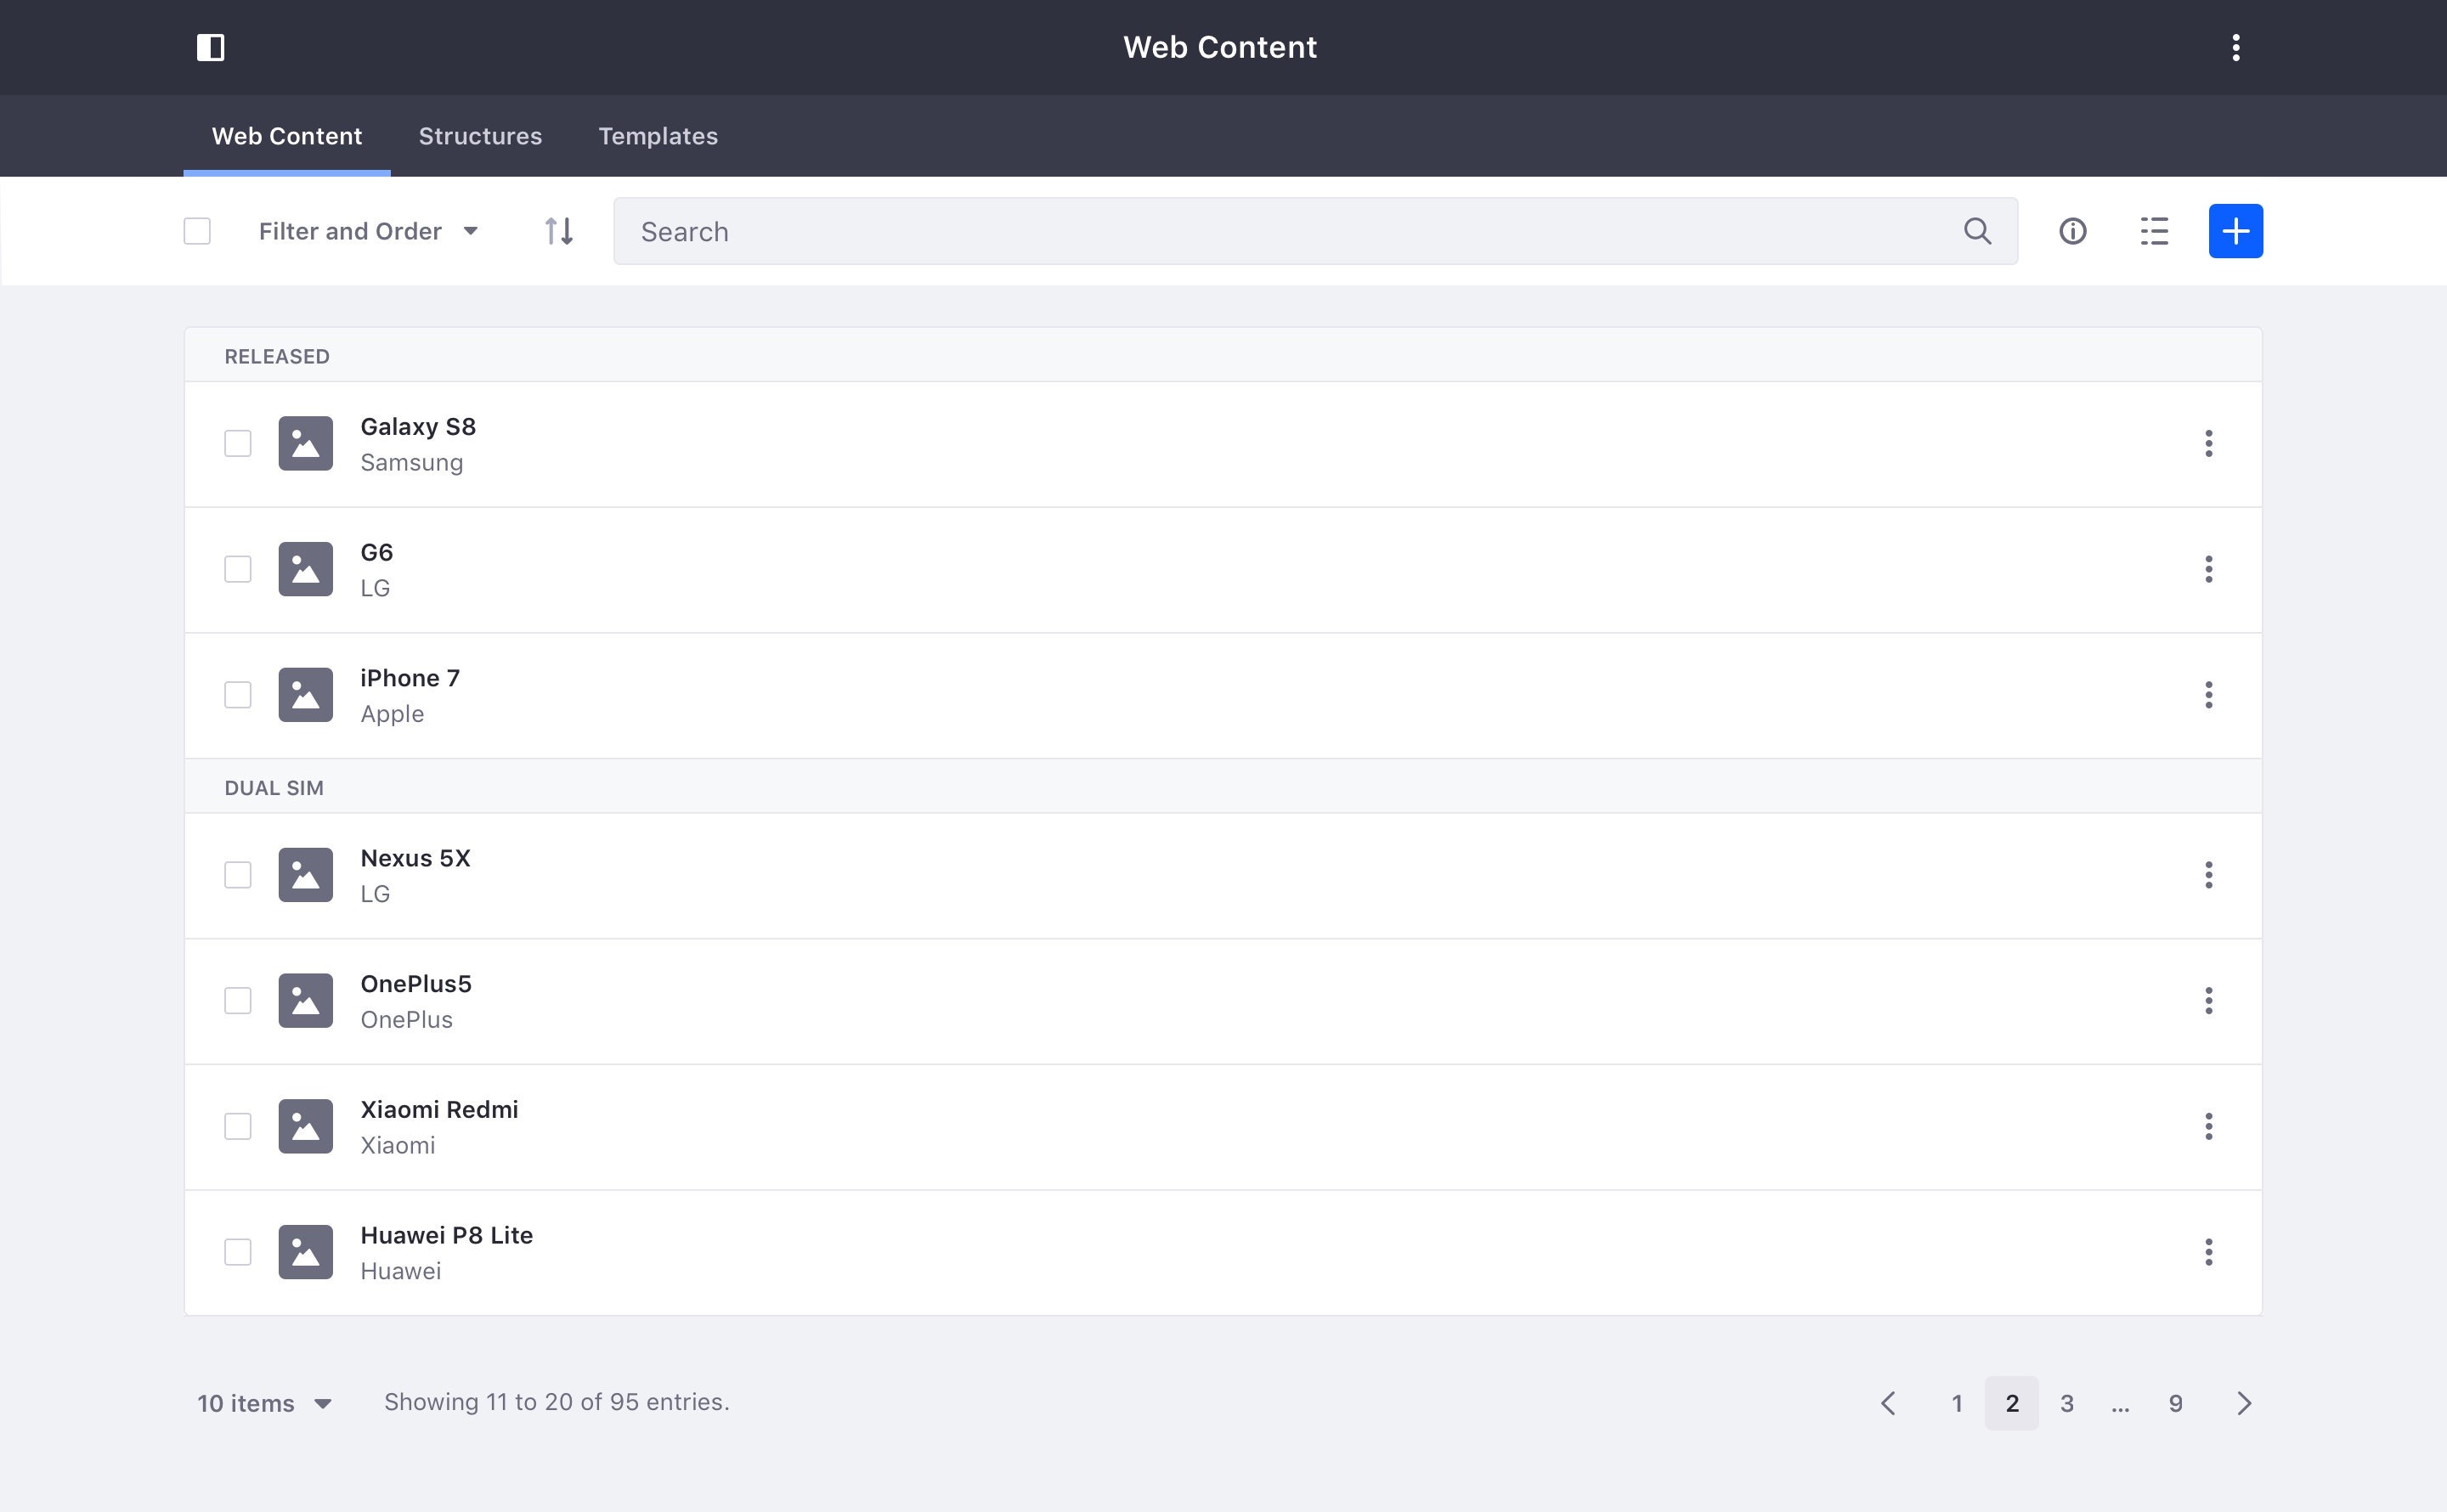 Web Content
Web Content Structures Templates
Filter and Order Search
RELEASED
Galaxy S8
Samsung
G6
LG
iPhone 7
Apple
DUAL SIM
Nexus 5X
LG
OnePlus5
OnePlus
Xiaomi Redmi
Xiaomi
Huawei P8 Lite
Huawei
10 items Showing 11 to 20 of 95 entries. 1 2 3 ... 9